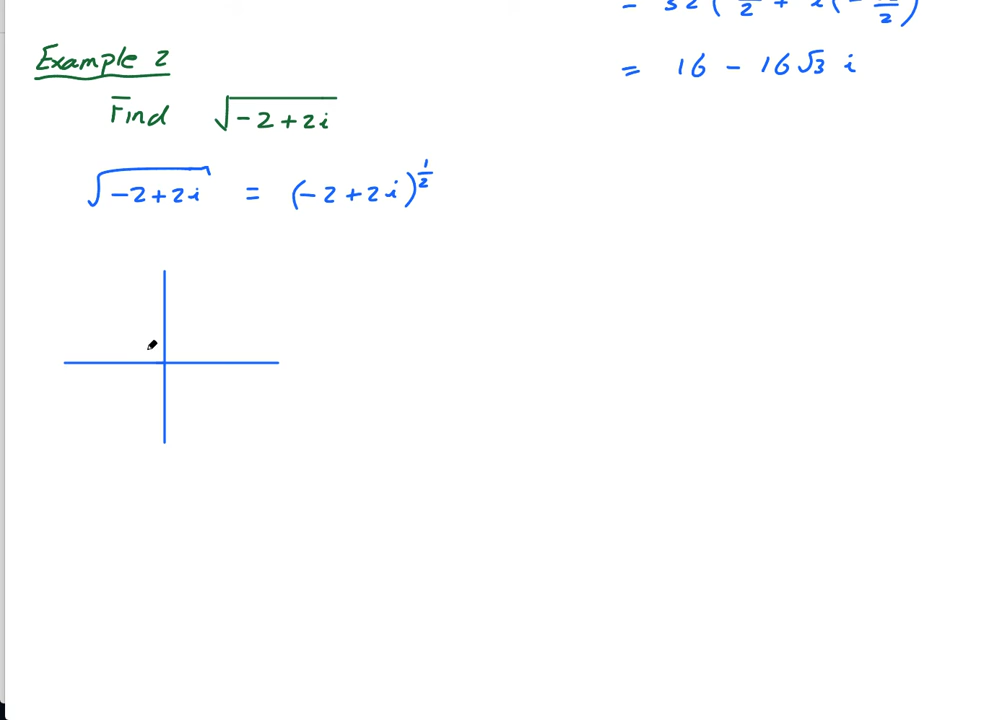 Example 2
Find √-2+2i
√-2+2i = (-2+2i)^½
= 16 - 16√3 i